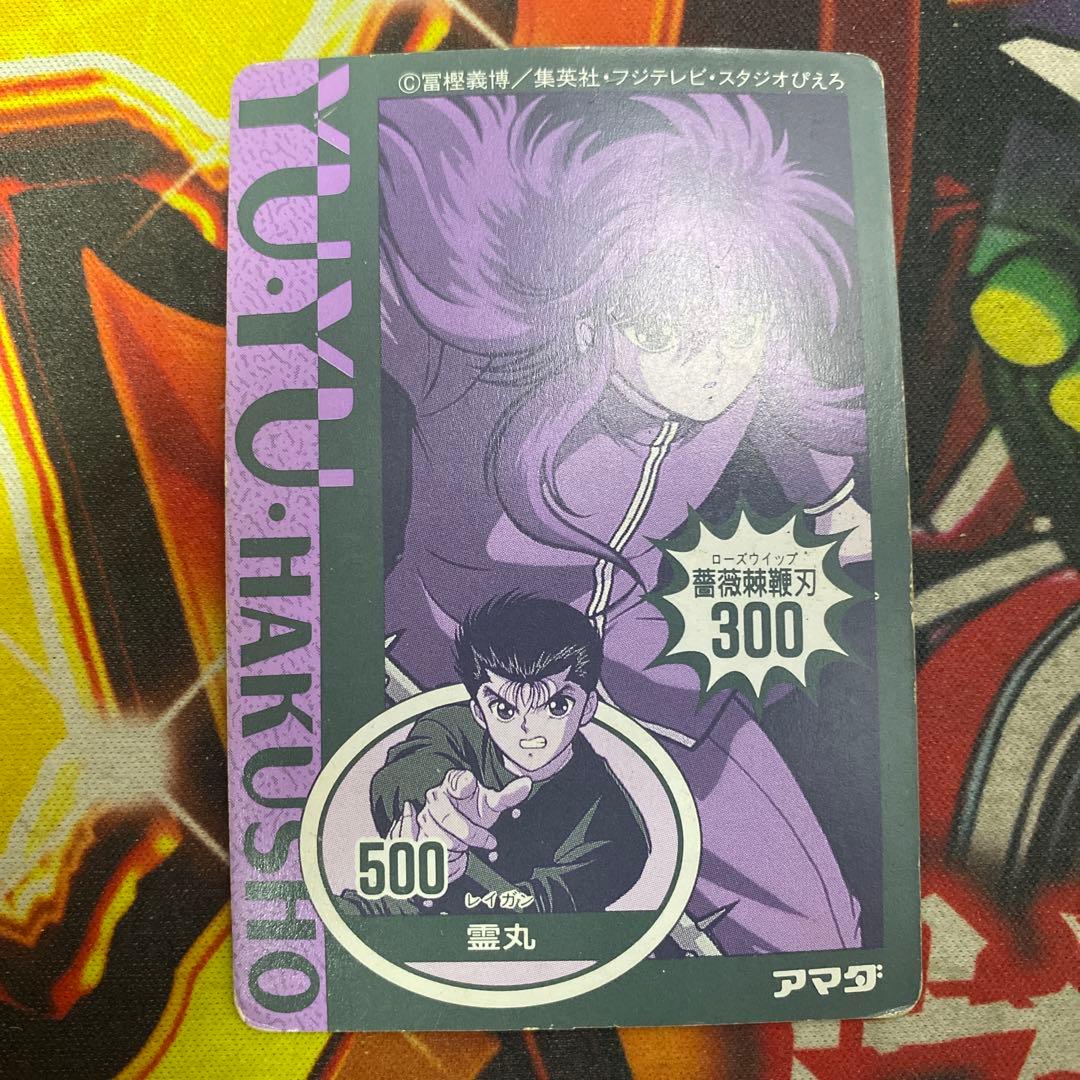 ©冨樫義博／集英社・フジテレビ・スタジオぴえろ
YU・YU・HAKUSHO
ローズウイップ
薔薇棘鞭刃
300
500
レイガン
霊丸
アマダ